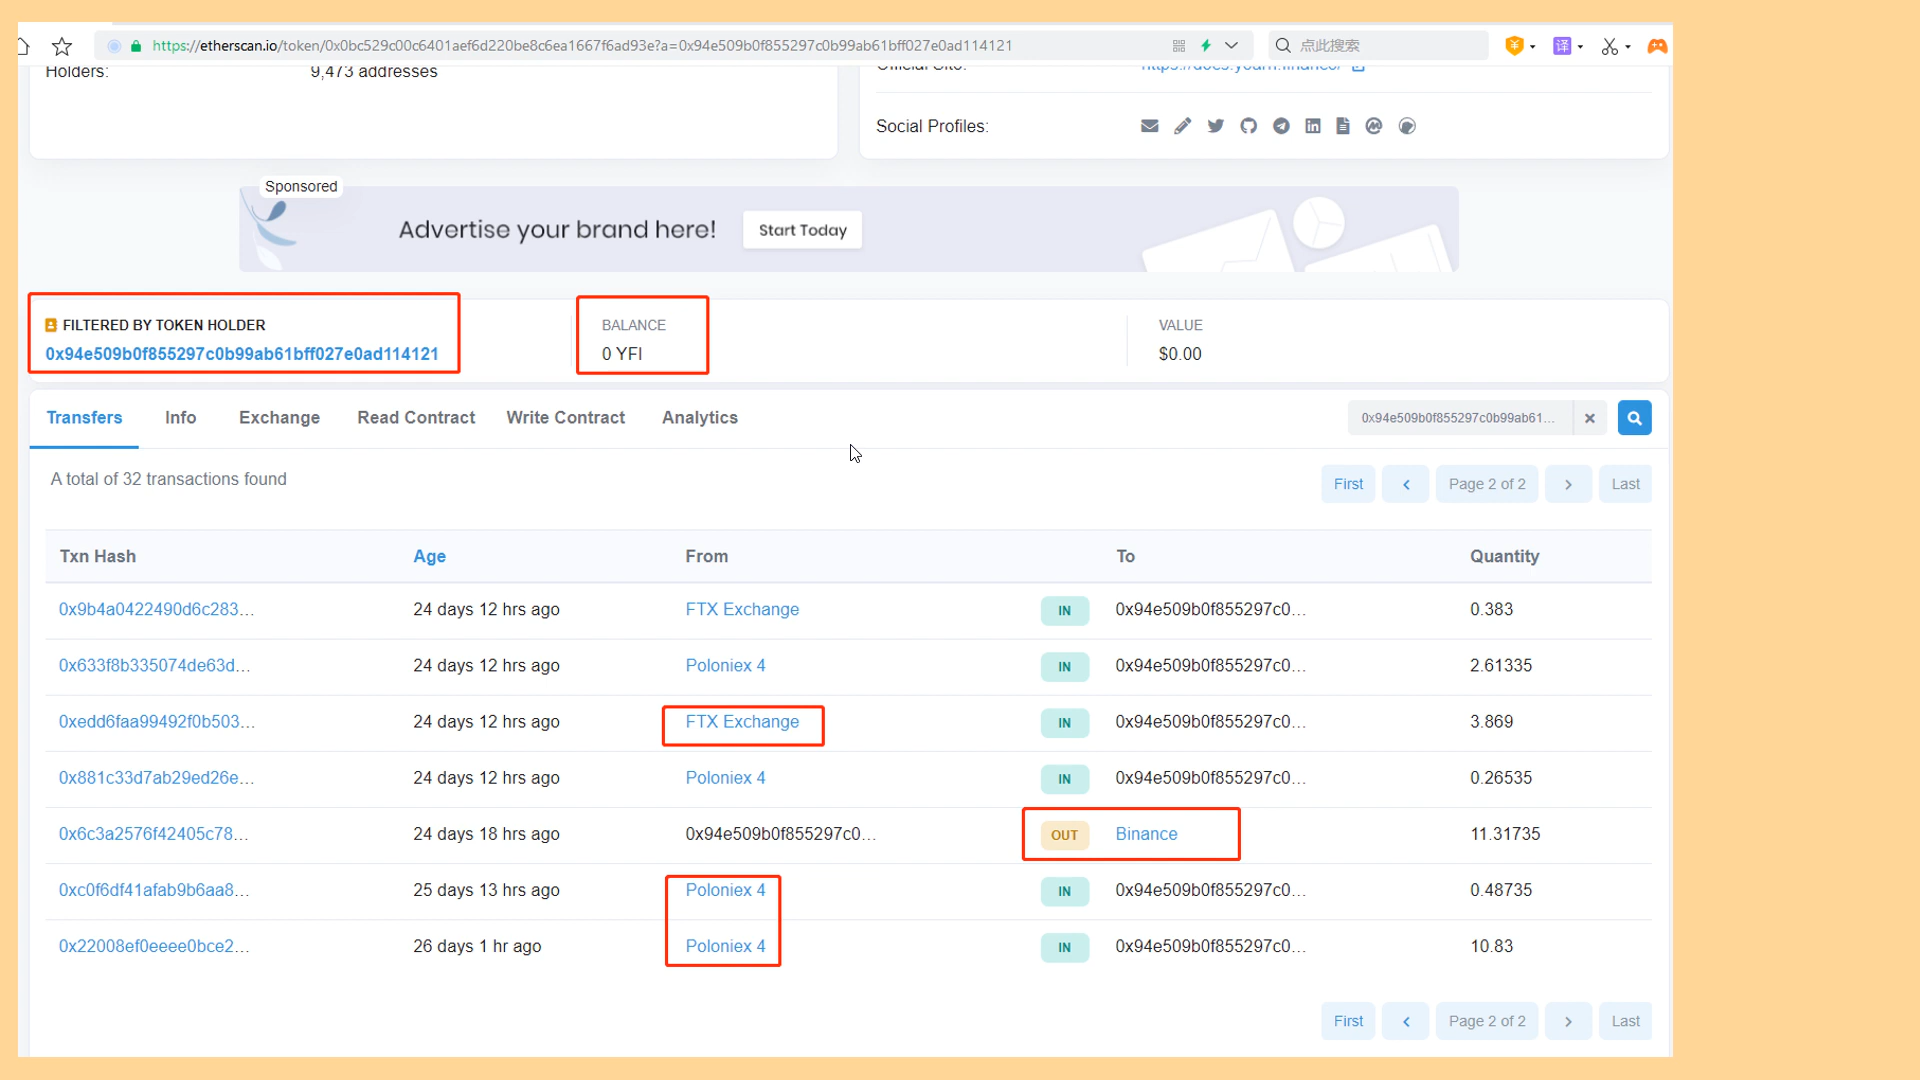 https://etherscan.io/token/0x0bc529c00c6401aef6d220be8c6ea1667f6ad93e?a=0x94e509b0f855297c0b99ab61bff027e0ad114121
点此搜索
译
Holders: 9,473 addresses
Official Site: https://docs.yearn.finance/
Social Profiles:
Sponsored
Advertise your brand here! Start Today
FILTERED BY TOKEN HOLDER
0x94e509b0f855297c0b99ab61bff027e0ad114121
BALANCE
0 YFI
VALUE
$0.00
Transfers Info Exchange Read Contract Write Contract Analytics
0x94e509b0f855297c0b99ab61...
A total of 32 transactions found
First Page 2 of 2 Last
Txn Hash Age From To Quantity
0x9b4a0422490d6c283... 24 days 12 hrs ago FTX Exchange IN 0x94e509b0f855297c0... 0.383
0x633f8b335074de63d... 24 days 12 hrs ago Poloniex 4 IN 0x94e509b0f855297c0... 2.61335
0xedd6faa99492f0b503... 24 days 12 hrs ago FTX Exchange IN 0x94e509b0f855297c0... 3.869
0x881c33d7ab29ed26e... 24 days 12 hrs ago Poloniex 4 IN 0x94e509b0f855297c0... 0.26535
0x6c3a2576f42405c78... 24 days 18 hrs ago 0x94e509b0f855297c0... OUT Binance 11.31735
0xc0f6df41afab9b6aa8... 25 days 13 hrs ago Poloniex 4 IN 0x94e509b0f855297c0... 0.48735
0x22008ef0eeee0bce2... 26 days 1 hr ago Poloniex 4 IN 0x94e509b0f855297c0... 10.83
First Page 2 of 2 Last